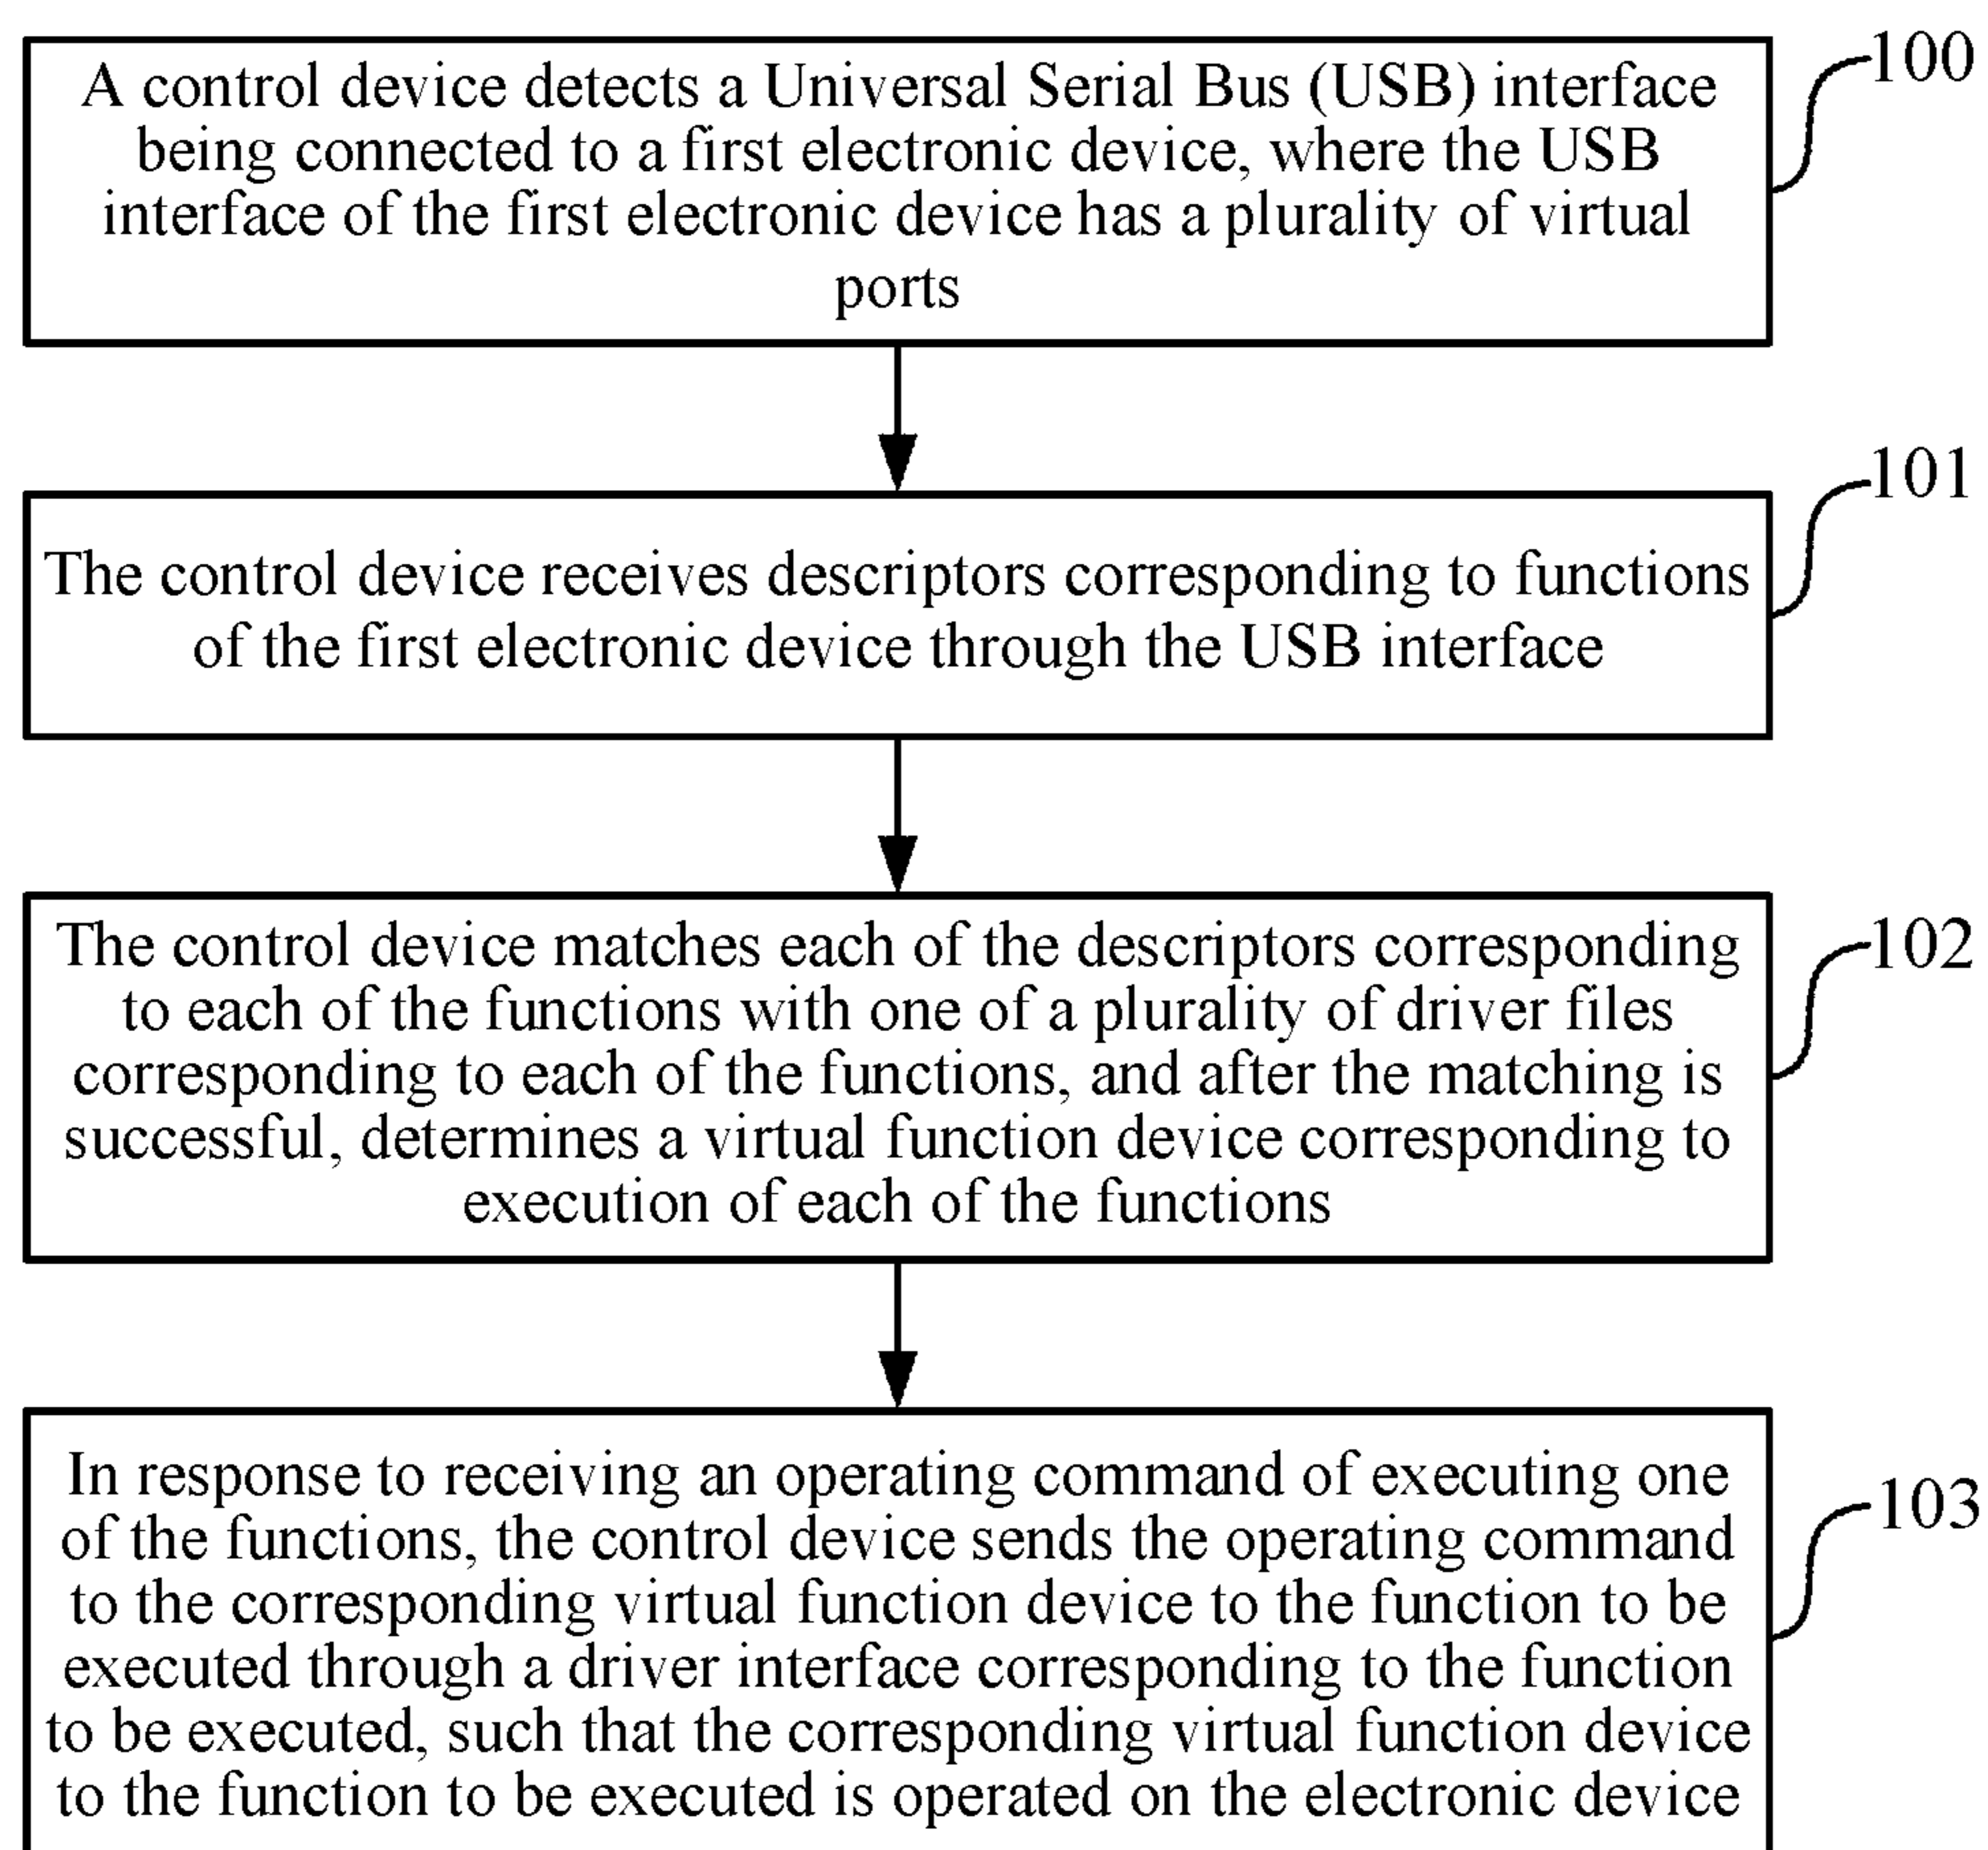 A control device detects a Universal Serial Bus (USB) interface
being connected to a first electronic device, where the USB
interface of the first electronic device has a plurality of virtual
ports
100
The control device receives descriptors corresponding to functions
of the first electronic device through the USB interface
101
The control device matches each of the descriptors corresponding
to each of the functions with one of a plurality of driver files
corresponding to each of the functions, and after the matching is
successful, determines a virtual function device corresponding to
execution of each of the functions
102
In response to receiving an operating command of executing one
of the functions, the control device sends the operating command
to the corresponding virtual function device to the function to be
executed through a driver interface corresponding to the function
to be executed, such that the corresponding virtual function device
to the function to be executed is operated on the electronic device
103